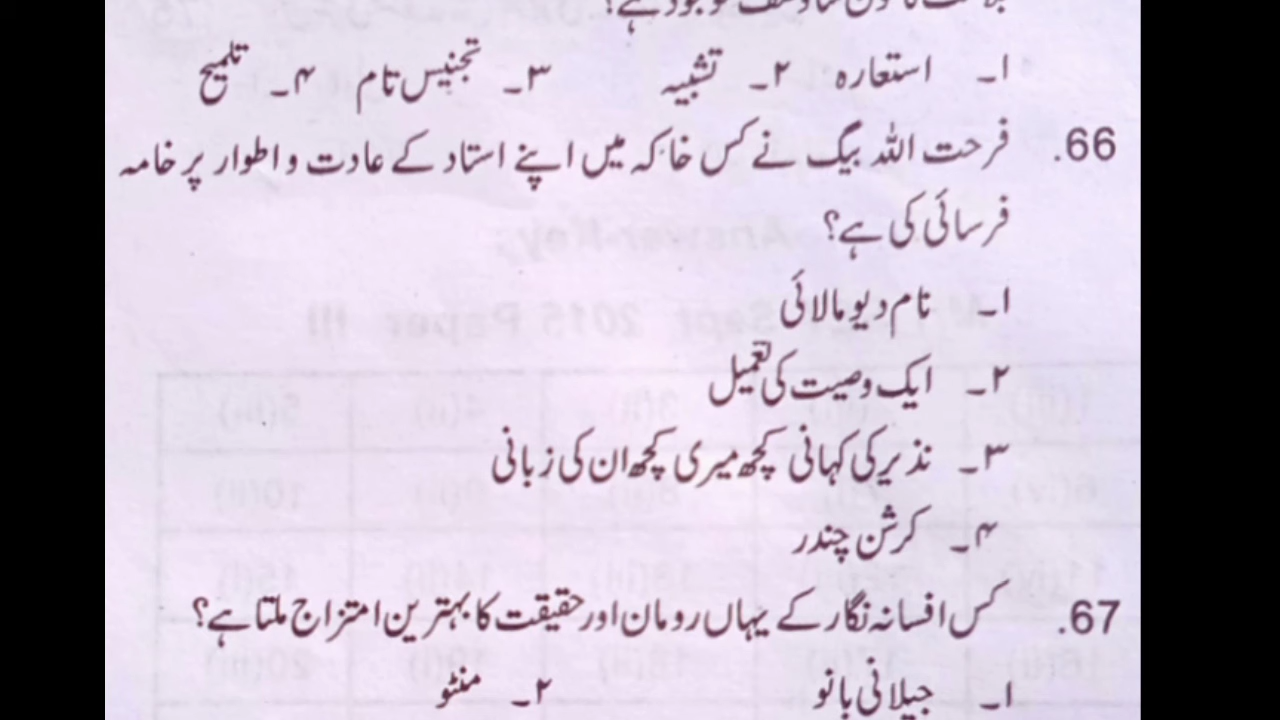 موجود ہے؟
۱۔ استعارہ ۲۔ تشبیہ ۳۔ تجنیس تام ۴۔ تلمیح
66. فرحت اللہ بیگ نے کس خاکہ میں اپنے استاد کے عادت و اطوار پر خامہ
فرسائی کی ہے؟
۱۔ نام دیو مالائی
۲۔ ایک وصیت کی تعمیل
۳۔ نذیر کی کہانی کچھ میری کچھ ان کی زبانی
۴۔ کرشن چندر
67. کس افسانہ نگار کے یہاں رومان اور حقیقت کا بہترین امتزاج ملتا ہے؟
۱۔ جیلانی بانو ۲۔ منٹو